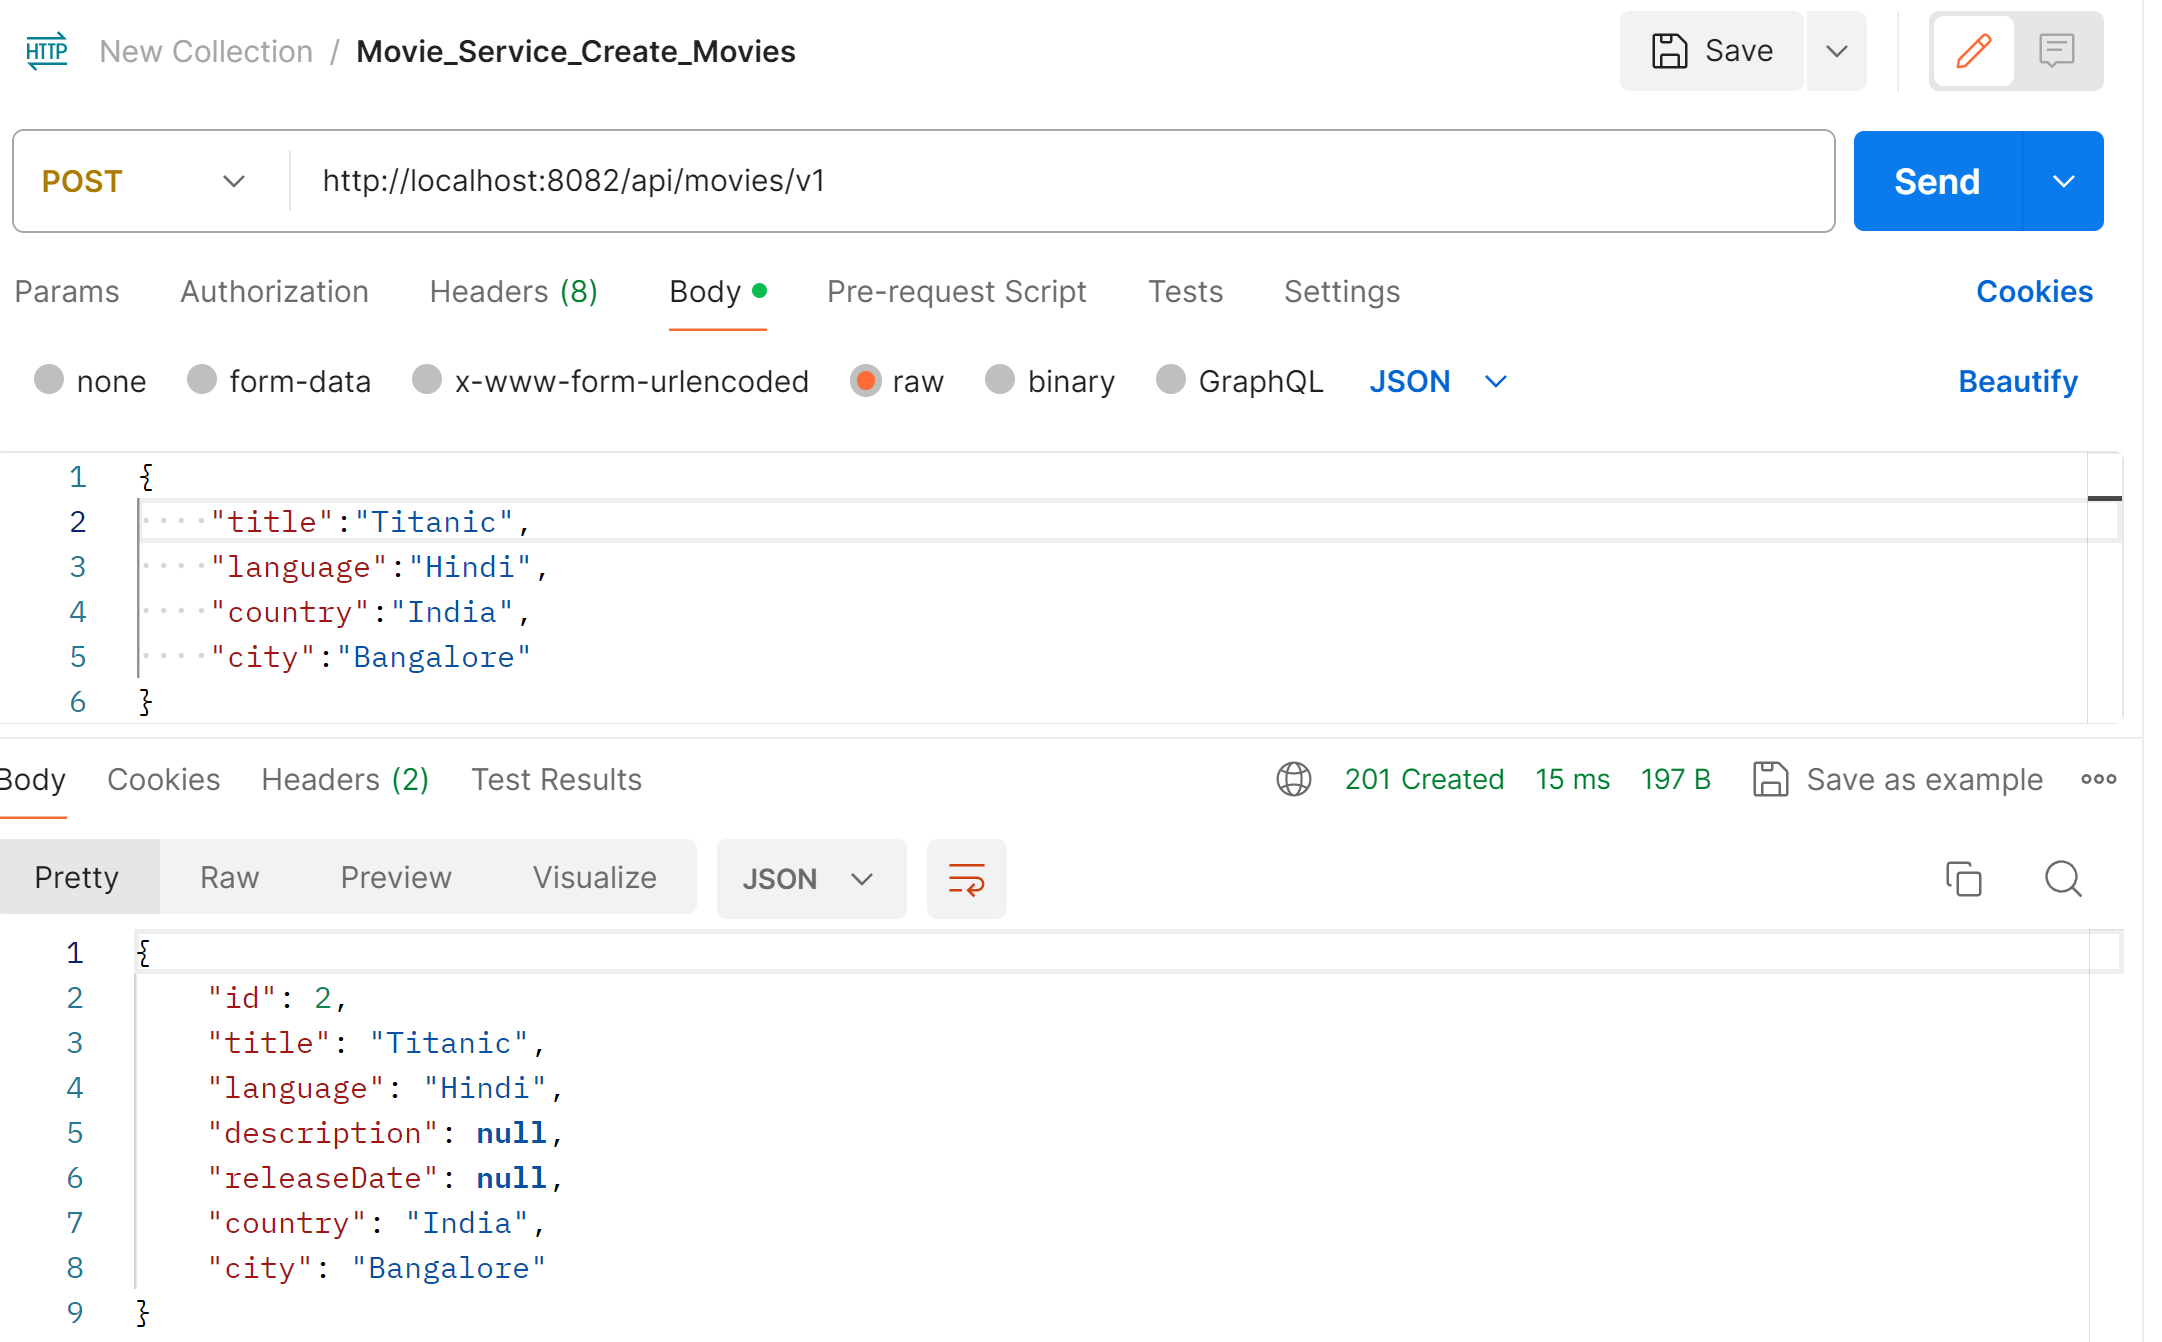 HTTP New Collection / Movie_Service_Create_Movies Save
POST http://localhost:8082/api/movies/v1 Send
Params Authorization Headers (8) Body Pre-request Script Tests Settings Cookies
none form-data x-www-form-urlencoded raw binary GraphQL JSON Beautify
1 {
2 "title":"Titanic",
3 "language":"Hindi",
4 "country":"India",
5 "city":"Bangalore"
6 }
Body Cookies Headers (2) Test Results 201 Created 15 ms 197 B Save as example
Pretty Raw Preview Visualize JSON
1 {
2 "id": 2,
3 "title": "Titanic",
4 "language": "Hindi",
5 "description": null,
6 "releaseDate": null,
7 "country": "India",
8 "city": "Bangalore"
9 }